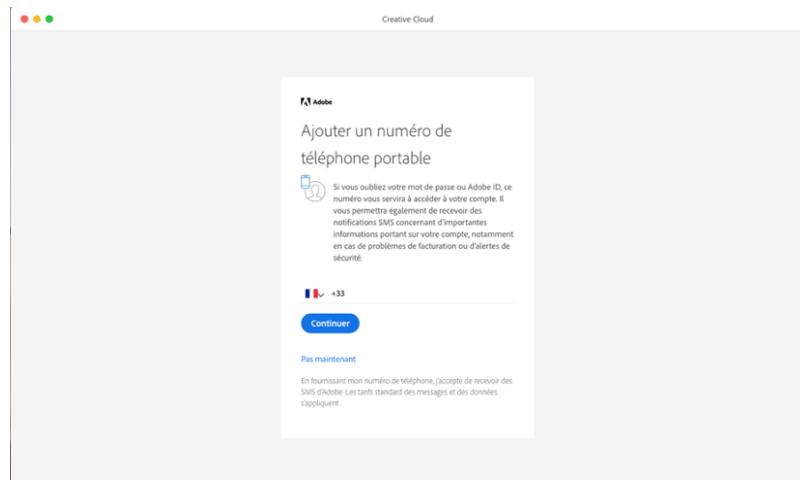 Creative Cloud
Adobe
Ajouter un numéro de
téléphone portable
Si vous oubliez votre mot de passe ou Adobe ID, ce
numéro vous servira à accéder à votre compte. Il
vous permettra également de recevoir des
notifications SMS concernant d'importantes
informations portant sur votre compte, notamment
en cas de problèmes de facturation ou d'alertes de
sécurité.
+33
Continuer
Pas maintenant
En fournissant mon numéro de téléphone, j'accepte de recevoir des
SMS d'Adobe. Les tarifs standard des messages et des données
s'appliquent.